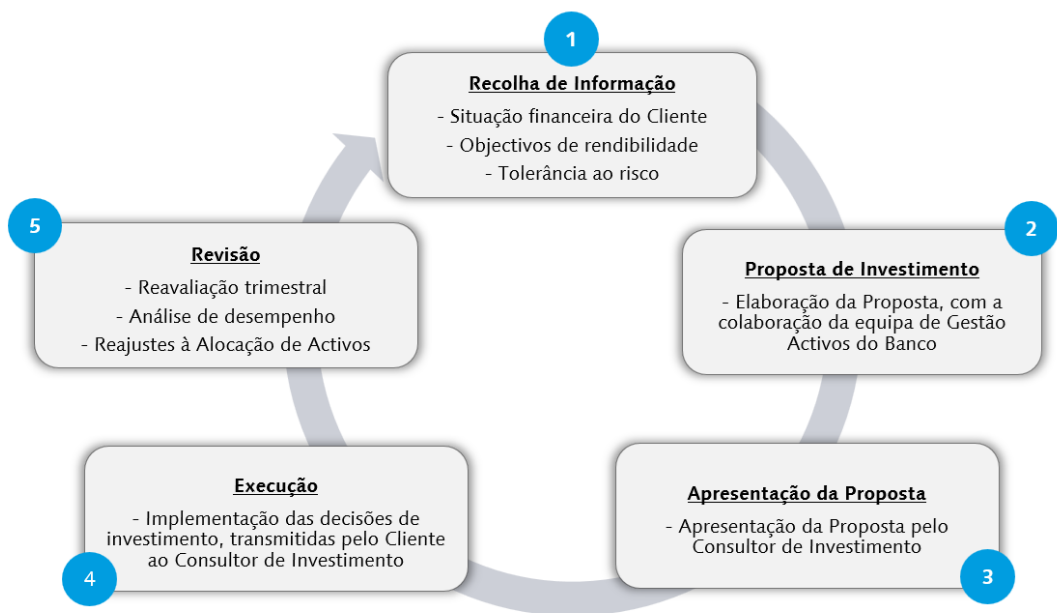 1
Recolha de Informação
- Situação financeira do Cliente
- Objectivos de rendibilidade
- Tolerância ao risco
2
Proposta de Investimento
- Elaboração da Proposta, com a
colaboração da equipa de Gestão
Activos do Banco
3
Apresentação da Proposta
- Apresentação da Proposta pelo
Consultor de Investimento
4
Execução
- Implementação das decisões de
investimento, transmitidas pelo Cliente
ao Consultor de Investimento
5
Revisão
- Reavaliação trimestral
- Análise de desempenho
- Reajustes à Alocação de Activos